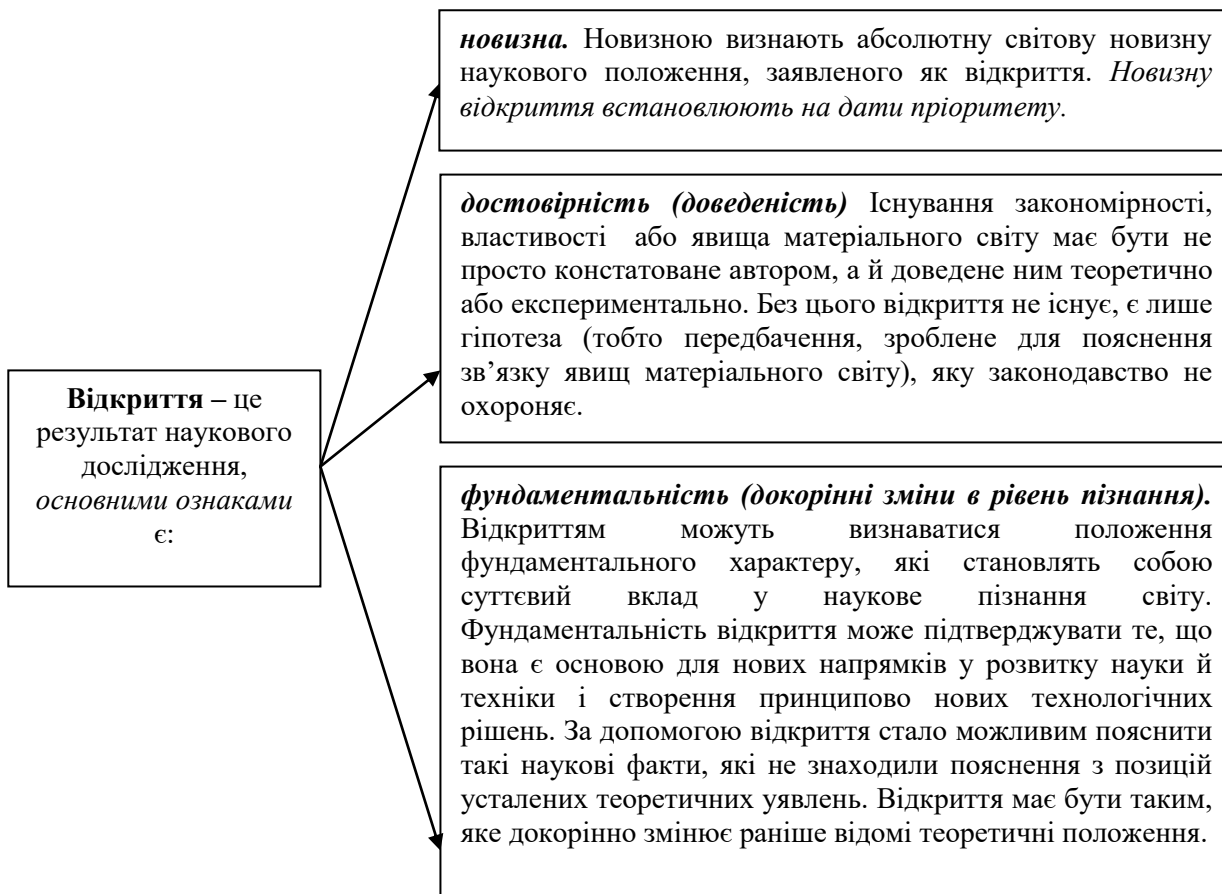 Відкриття – це
результат наукового
дослідження,
основними ознаками
є:
новизна. Новизною визнають абсолютну світову новизну
наукового положення, заявленого як відкриття. Новизну
відкриття встановлюють на дати пріоритету.
достовірність (доведеність) Існування закономірності,
властивості або явища матеріального світу має бути не
просто констатоване автором, а й доведене ним теоретично
або експериментально. Без цього відкриття не існує, є лише
гіпотеза (тобто передбачення, зроблене для пояснення
зв’язку явищ матеріального світу), яку законодавство не
охороняє.
фундаментальність (докорінні зміни в рівень пізнання).
Відкриттям можуть визнаватися положення
фундаментального характеру, які становлять собою
суттєвий вклад у наукове пізнання світу.
Фундаментальність відкриття може підтверджувати те, що
вона є основою для нових напрямків у розвитку науки й
техніки і створення принципово нових технологічних
рішень. За допомогою відкриття стало можливим пояснити
такі наукові факти, які не знаходили пояснення з позицій
усталених теоретичних уявлень. Відкриття має бути таким,
яке докорінно змінює раніше відомі теоретичні положення.